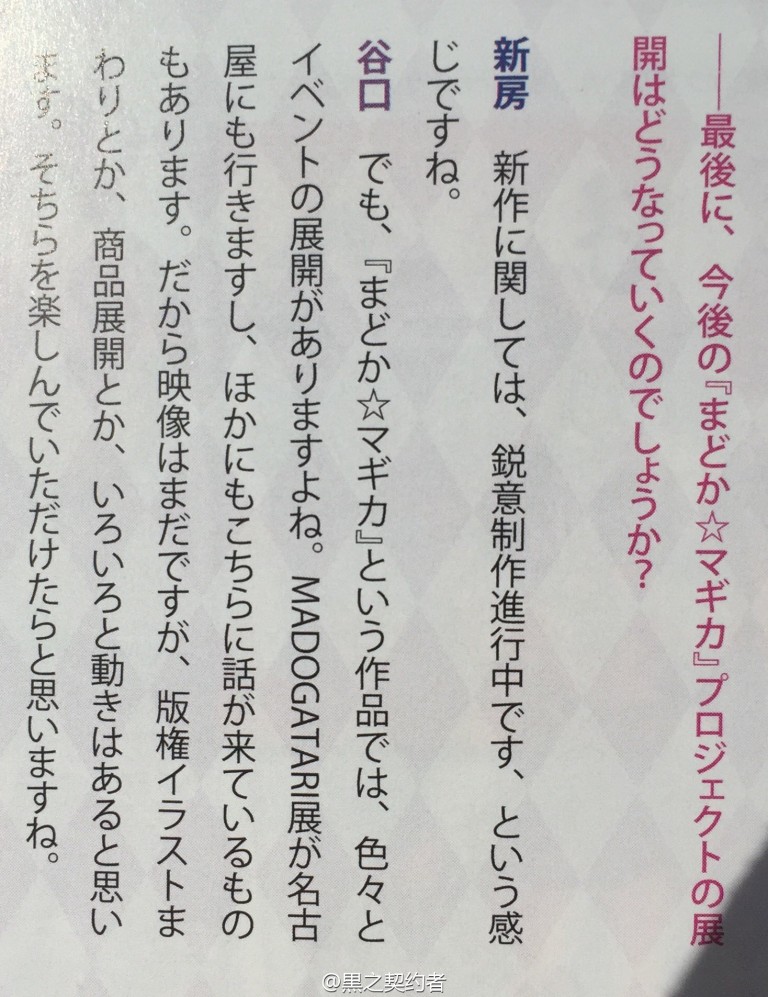 ――最後に、今後の『まどか☆マギカ』プロジェクトの展
開はどうなっていくのでしょうか？
新房　新作に関しては、鋭意制作進行中です、という感
じですね。
谷口　でも、『まどか☆マギカ』という作品では、色々と
イベントの展開がありますよね。MADOGATARI展が名古
屋にも行きますし、ほかにもこちらに話が来ているもの
もあります。だから映像はまだですが、版権イラストま
わりとか、商品展開とか、いろいろと動きはあると思い
ます。そちらを楽しんでいただけたらと思いますね。
@黒之契约者